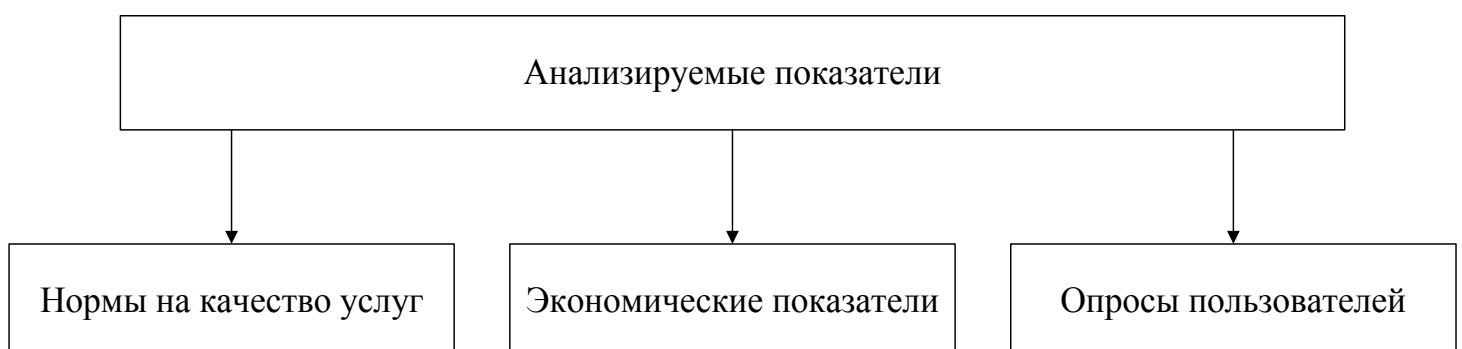 Анализируемые показатели
Нормы на качество услуг
Экономические показатели
Опросы пользователей